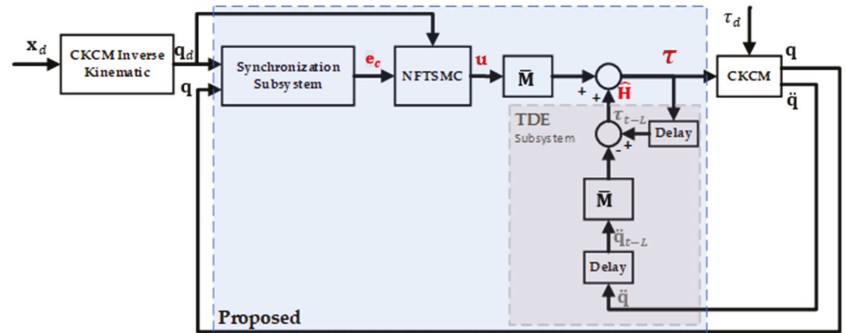 τ_d
x_d
CKCM Inverse
Kinematic
q_d
q
Synchronization
Subsystem
e_c
NFTSMC
u
M̄
+
+
Ĥ
τ
CKCM
q
q̈
TDE
Subsystem
τ_{t−L}
Delay
- +
M̄
q̈_{t−L}
Delay
q̈
Proposed